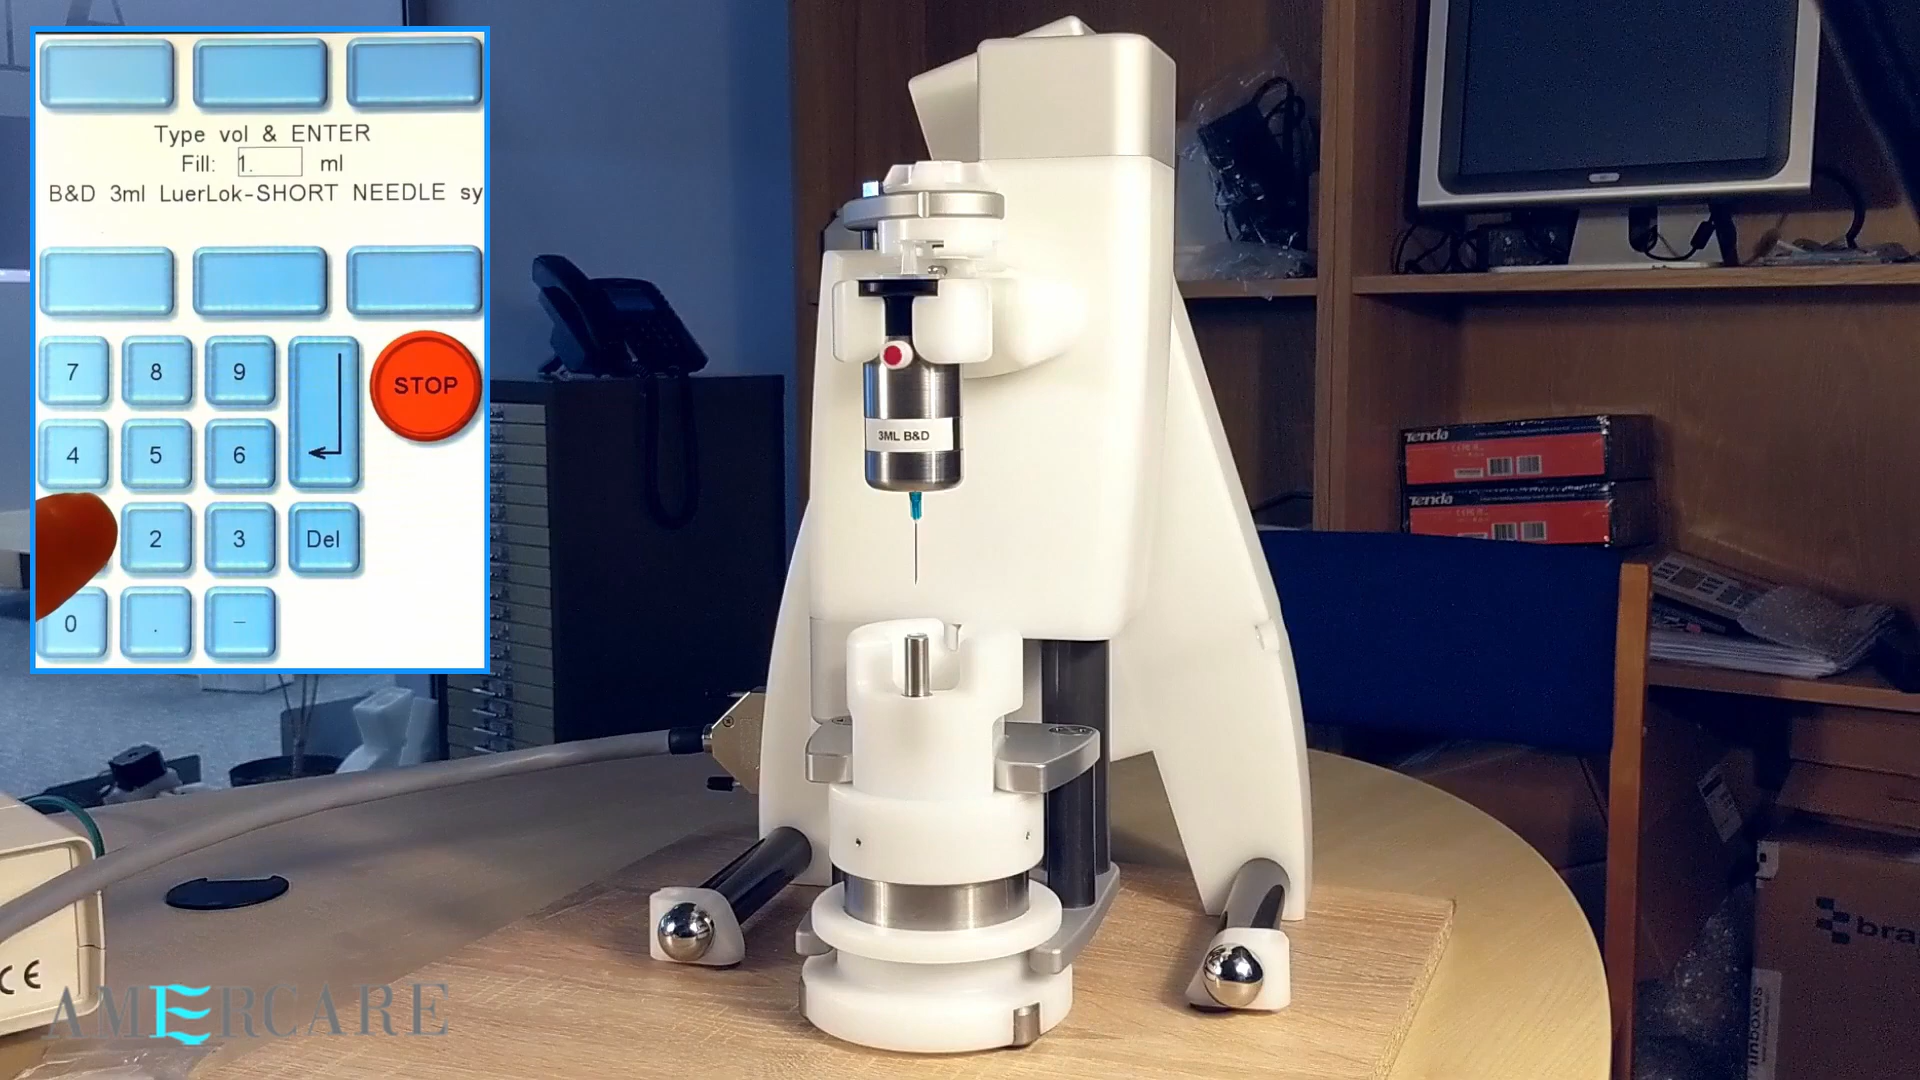 Type vol & ENTER
Fill: 1. ml
B&D 3ml LuerLok-SHORT NEEDLE sy
7 8 9
STOP
4 5 6
2 3 Del
0 . -
3ML B&D
Tenda
Tenda
bra
inboxes
CE
AMERCARE